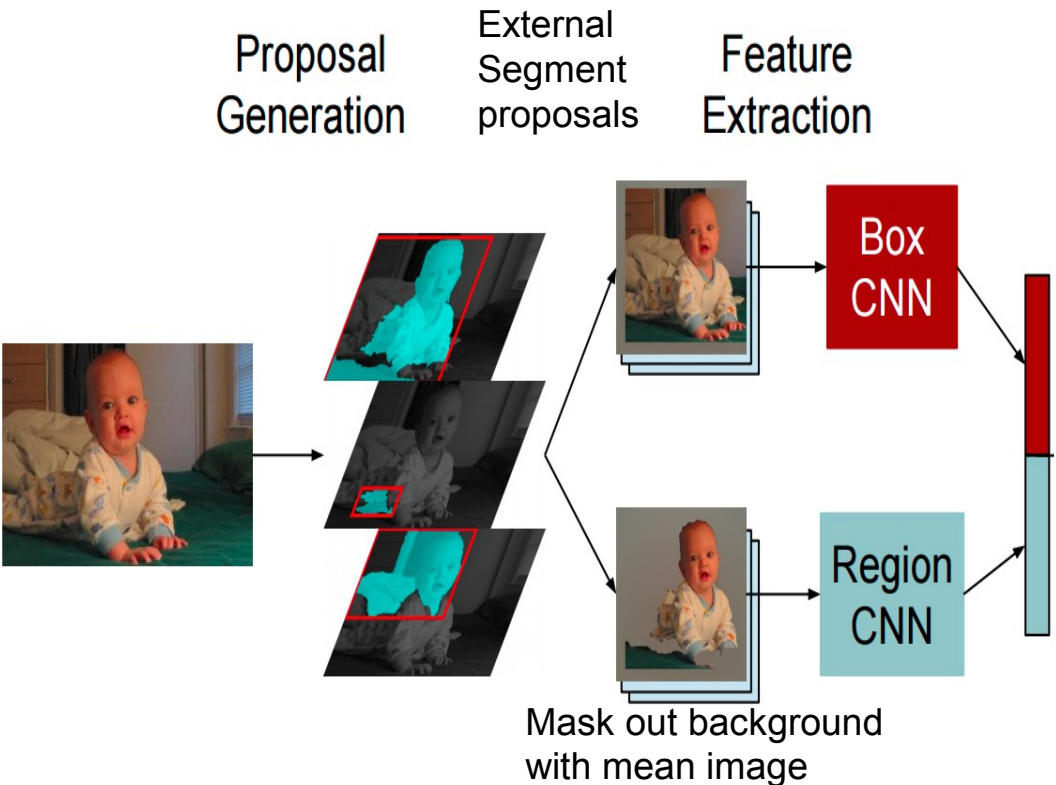 Proposal
Generation
External
Segment
proposals
Feature
Extraction
Box
CNN
Region
CNN
Mask out background
with mean image